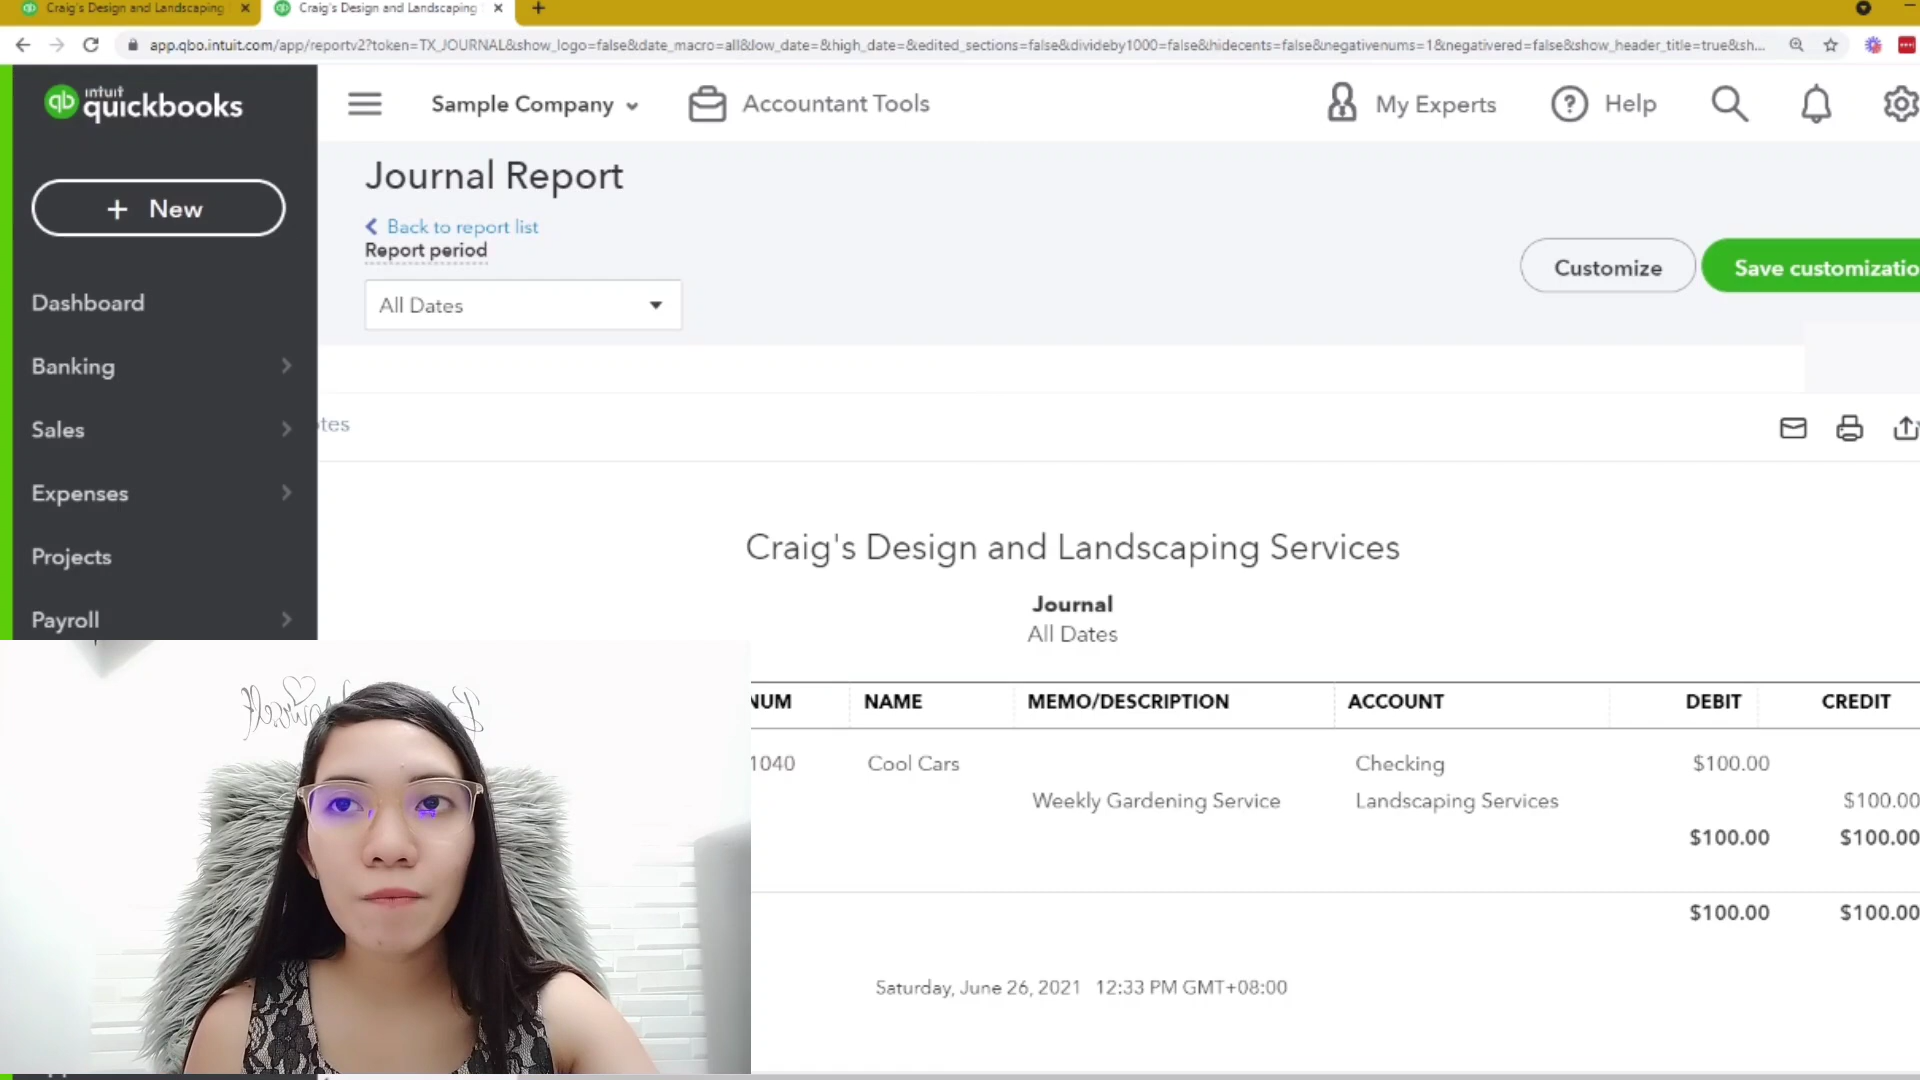 Craig's Design and Landscaping
Craig's Design and Landscaping
app.qbo.intuit.com/app/reportv2?token=TX_JOURNAL&show_logo=false&date_macro=all&low_date=&high_date=&edited_sections=false&divideby1000=false&hidecents=false&negativenums=1&negativered=false&show_header_title=true&sh...
intuit
qb quickbooks
Sample Company
Accountant Tools
My Experts
Help
+ New
Dashboard
Banking
Sales
Expenses
Projects
Payroll
Journal Report
Back to report list
Report period
All Dates
Customize
Save customizatio
tes
Craig's Design and Landscaping Services
Journal
All Dates
NUM NAME MEMO/DESCRIPTION ACCOUNT DEBIT CREDIT
1040 Cool Cars Checking $100.00
Weekly Gardening Service Landscaping Services $100.00
$100.00 $100.00
$100.00 $100.00
Saturday, June 26, 2021 12:33 PM GMT+08:00